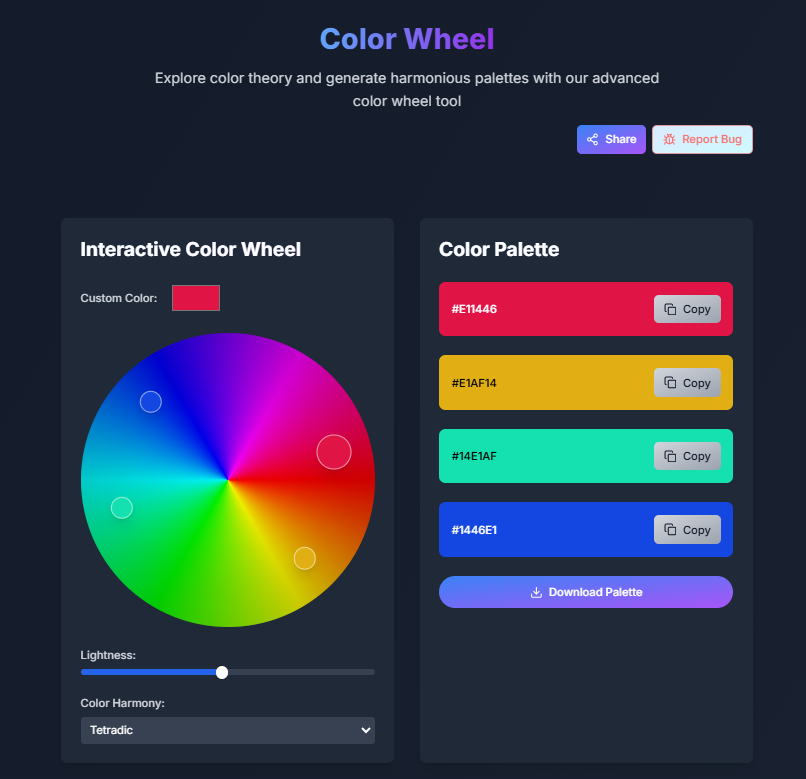 Color Wheel
Explore color theory and generate harmonious palettes with our advanced
color wheel tool
Share
Report Bug
Interactive Color Wheel
Custom Color:
Lightness:
Color Harmony:
Tetradic
Color Palette
#E11446
Copy
#E1AF14
Copy
#14E1AF
Copy
#1446E1
Copy
Download Palette